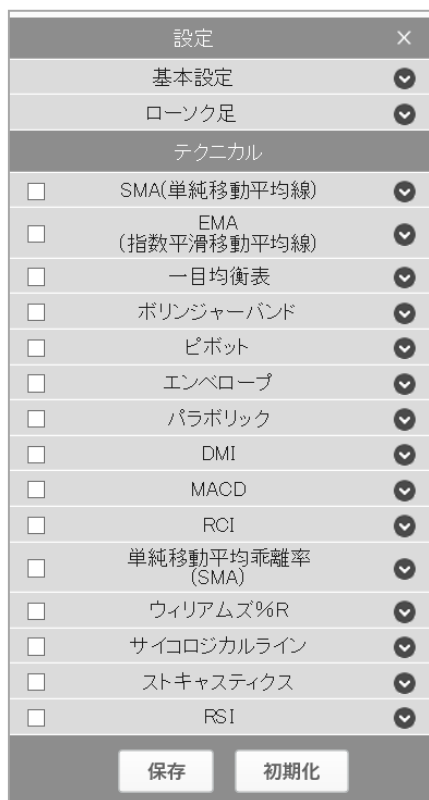 設定 ×
基本設定
ローソク足
テクニカル
SMA(単純移動平均線)
EMA
(指数平滑移動平均線)
一目均衡表
ボリンジャーバンド
ピボット
エンベロープ
パラボリック
DMI
MACD
RCI
単純移動平均乖離率
(SMA)
ウィリアムズ%R
サイコロジカルライン
ストキャスティクス
RSI
保存 初期化